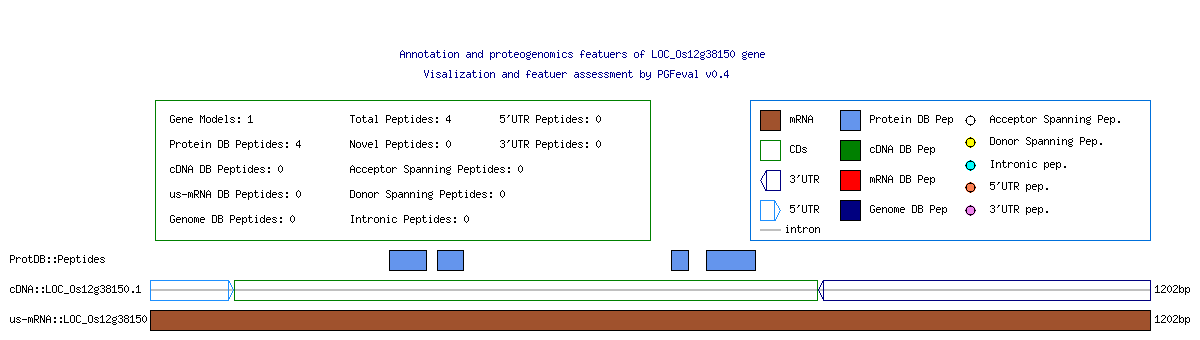 Annotation and proteogenomics featuers of LOC_Os12g38150 gene
Visalization and featuer assessment by PGFeval v0.4
Gene Models: 1 Total Peptides: 4 5'UTR Peptides: 0
Protein DB Peptides: 4 Novel Peptides: 0 3'UTR Peptides: 0
cDNA DB Peptides: 0 Acceptor Spanning Peptides: 0
us-mRNA DB Peptides: 0 Donor Spanning Peptides: 0
Genome DB Peptides: 0 Intronic Peptides: 0
mRNA Protein DB Pep Acceptor Spanning Pep.
CDs cDNA DB Pep Donor Spanning Pep.
3'UTR mRNA DB Pep Intronic pep.
5'UTR Genome DB Pep 5'UTR pep.
intron 3'UTR pep.
ProtDB::Peptides
cDNA::LOC_Os12g38150.1 1202bp
us-mRNA::LOC_Os12g38150 1202bp